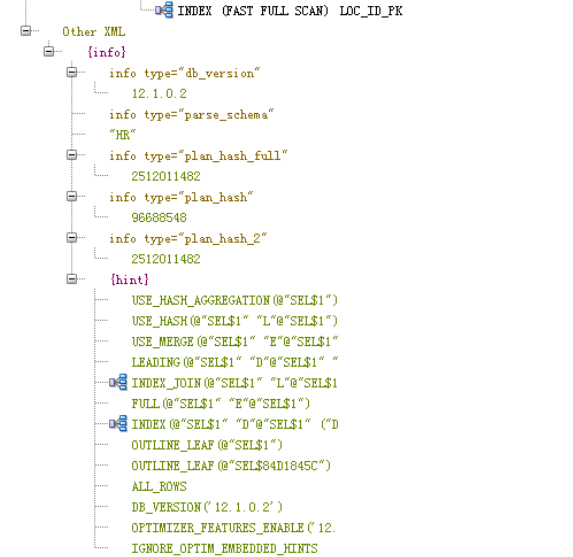 INDEX (FAST FULL SCAN) LOC_ID_PK
Other XML
{info}
info type="db_version"
12.1.0.2
info type="parse_schema"
"HR"
info type="plan_hash_full"
2512011482
info type="plan_hash"
96688548
info type="plan_hash_2"
2512011482
{hint}
USE_HASH_AGGREGATION(@"SEL$1")
USE_HASH(@"SEL$1" "L"@"SEL$1")
USE_MERGE(@"SEL$1" "E"@"SEL$1"
LEADING(@"SEL$1" "D"@"SEL$1" "
INDEX_JOIN(@"SEL$1" "L"@"SEL$1
FULL(@"SEL$1" "E"@"SEL$1")
INDEX(@"SEL$1" "D"@"SEL$1" ("D
OUTLINE_LEAF(@"SEL$1")
OUTLINE_LEAF(@"SEL$84D1845C")
ALL_ROWS
DB_VERSION('12.1.0.2')
OPTIMIZER_FEATURES_ENABLE('12.
IGNORE_OPTIM_EMBEDDED_HINTS